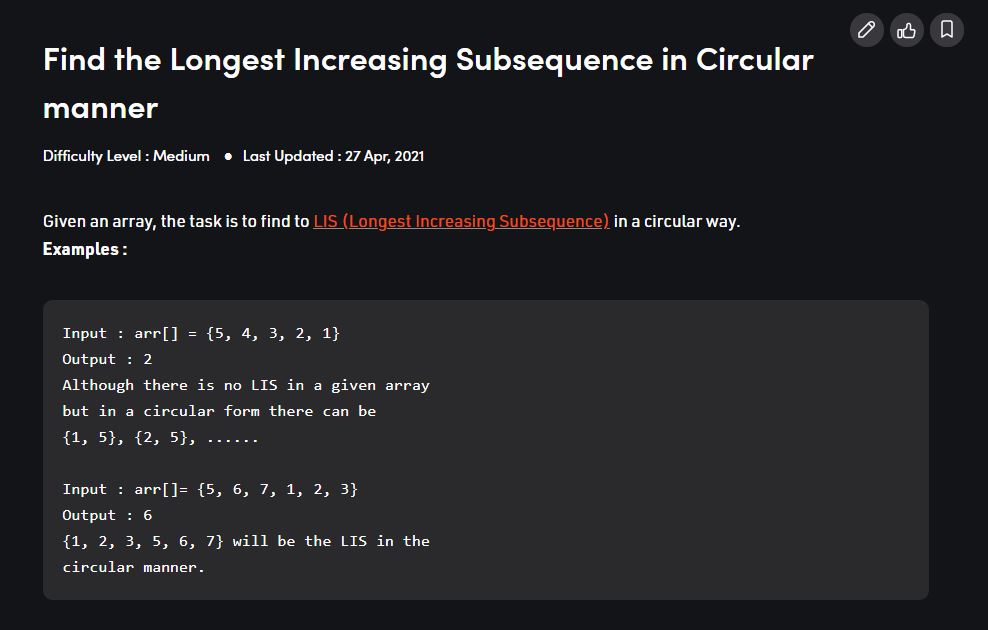 Find the Longest Increasing Subsequence in Circular
manner
Difficulty Level : Medium ● Last Updated : 27 Apr, 2021
Given an array, the task is to find to LIS (Longest Increasing Subsequence) in a circular way.
Examples :
Input : arr[] = {5, 4, 3, 2, 1}
Output : 2
Although there is no LIS in a given array
but in a circular form there can be
{1, 5}, {2, 5}, ......
Input : arr[]= {5, 6, 7, 1, 2, 3}
Output : 6
{1, 2, 3, 5, 6, 7} will be the LIS in the
circular manner.